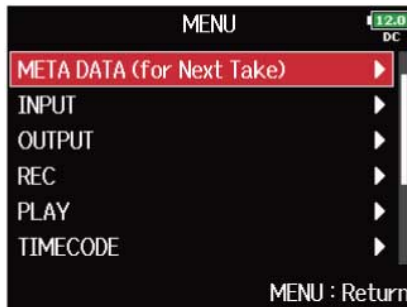 MENU
12.0
DC
META DATA (for Next Take)
INPUT
OUTPUT
REC
PLAY
TIMECODE
MENU : Return